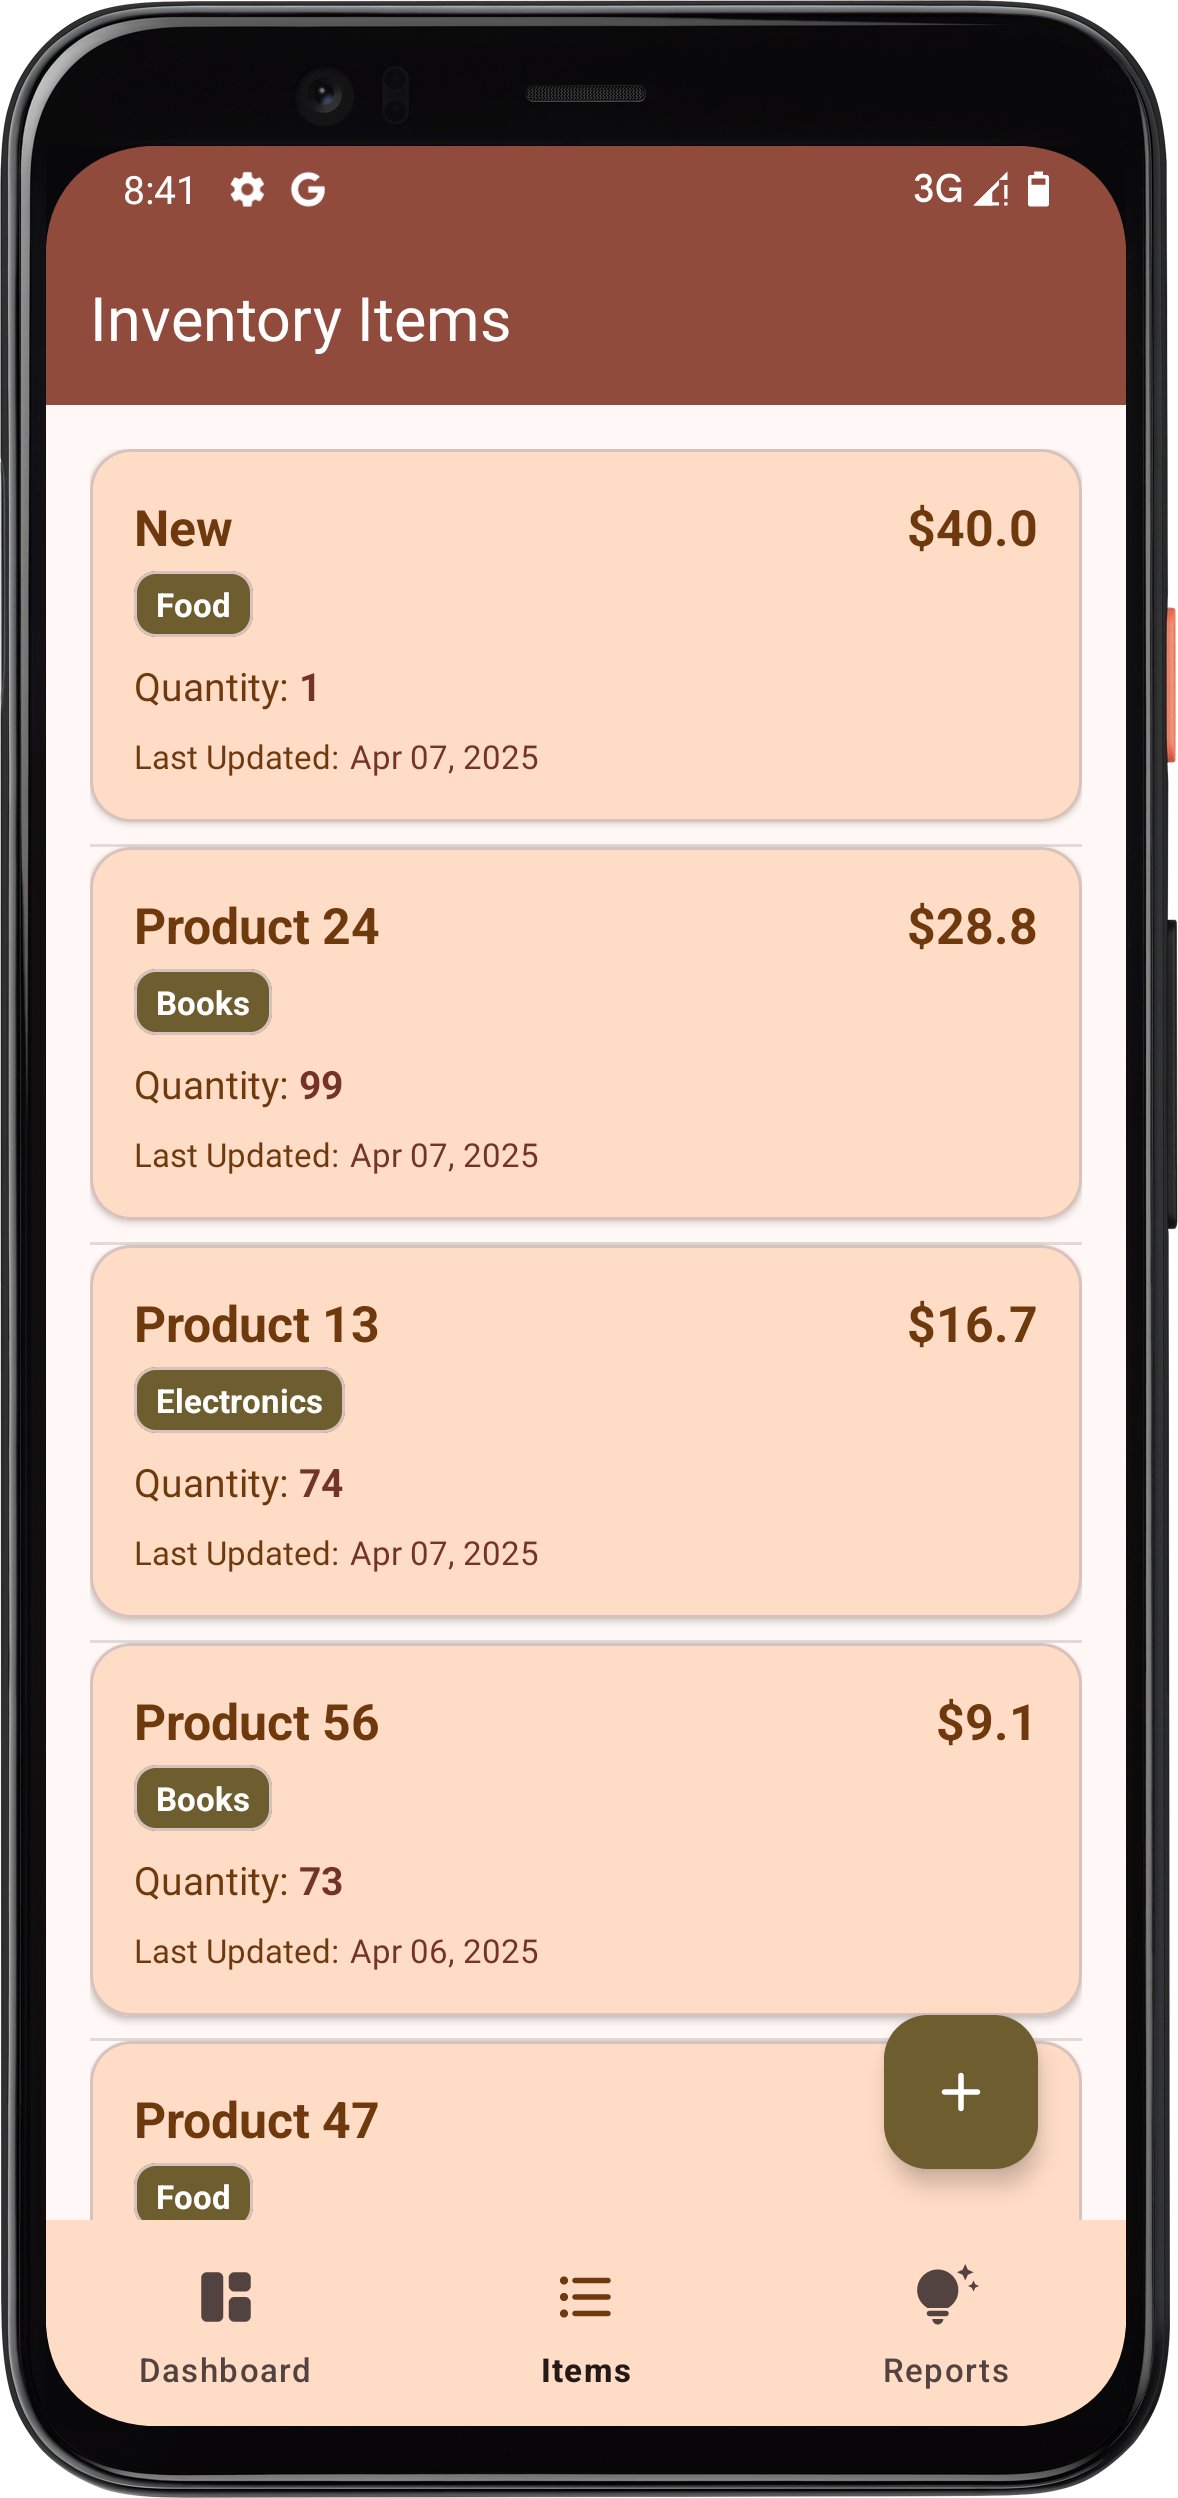 8:41 G 3G
Inventory Items
New $40.0
Food
Quantity: 1
Last Updated: Apr 07, 2025
Product 24 $28.8
Books
Quantity: 99
Last Updated: Apr 07, 2025
Product 13 $16.7
Electronics
Quantity: 74
Last Updated: Apr 07, 2025
Product 56 $9.1
Books
Quantity: 73
Last Updated: Apr 06, 2025
Product 47
Food
Dashboard Items Reports